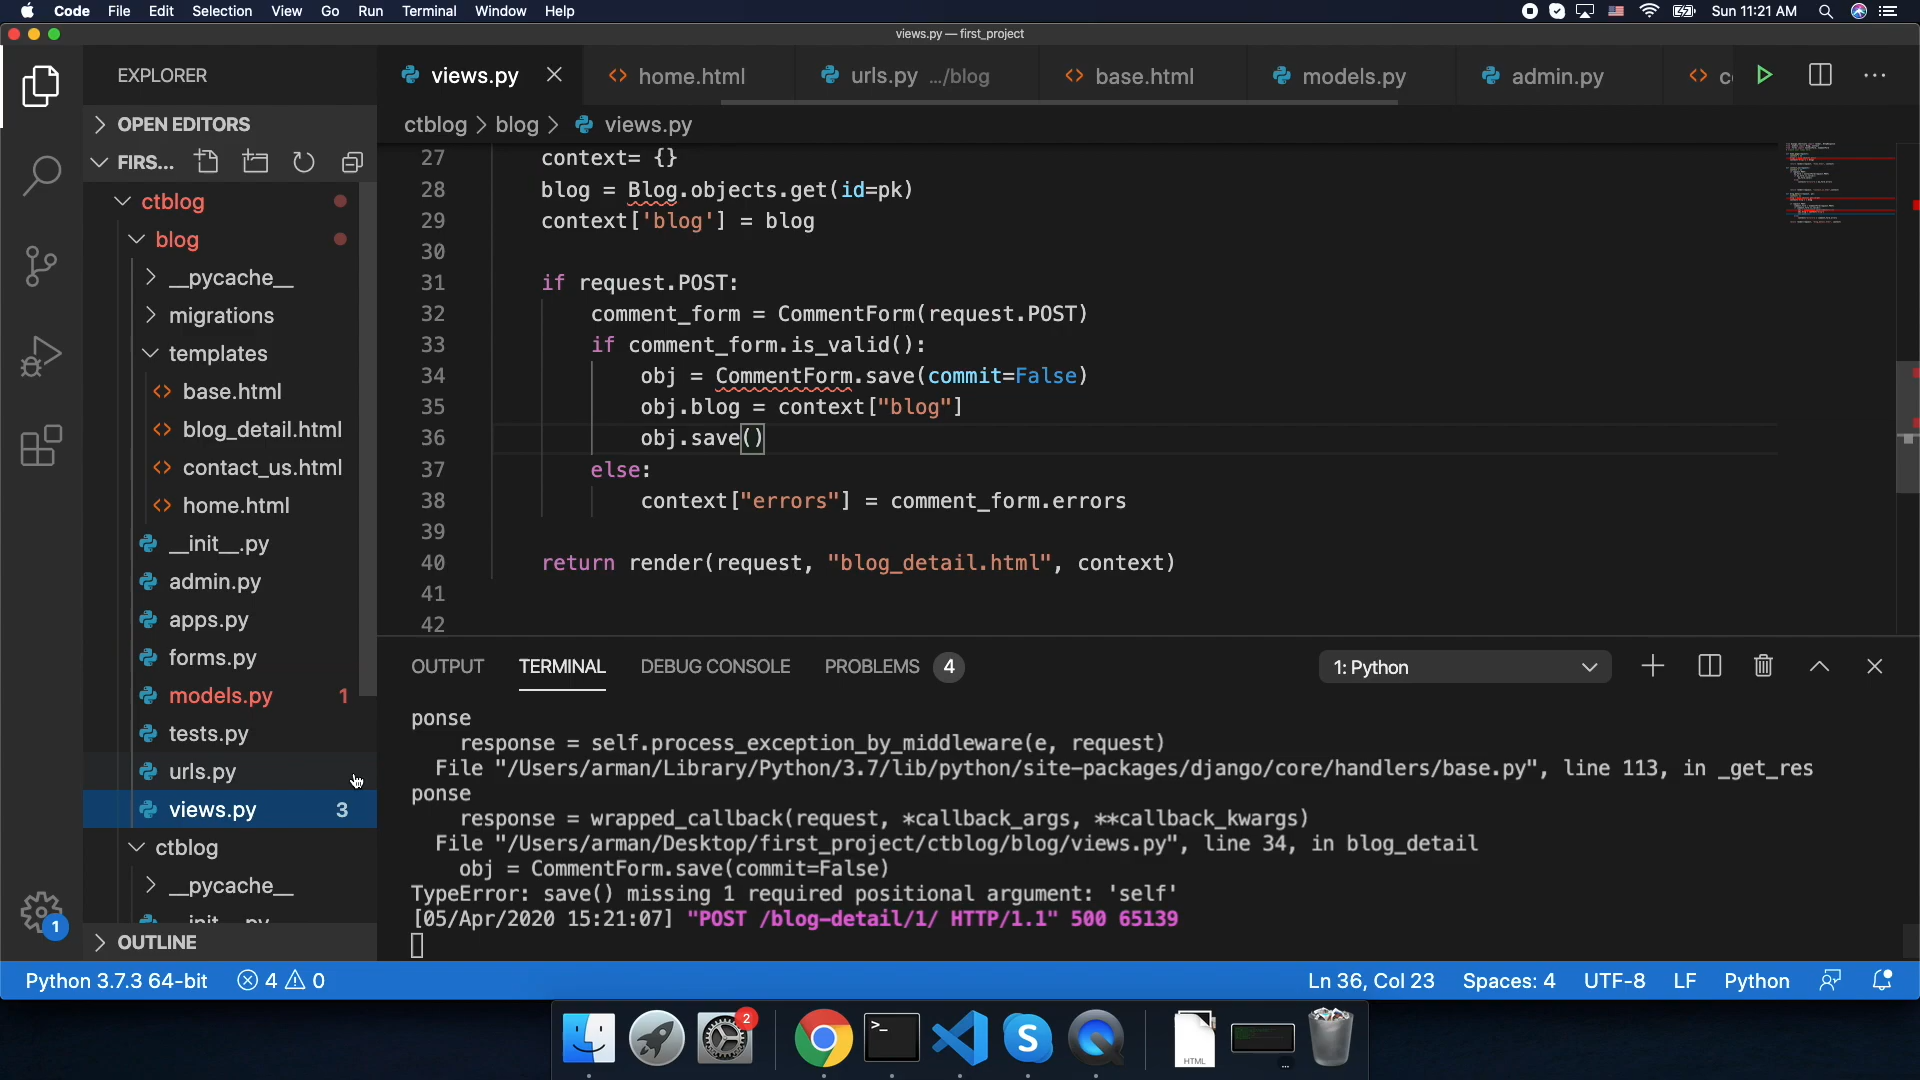 Code File Edit Selection View Go Run Terminal Window Help
Sun 11:21 AM
views.py — first_project
EXPLORER
views.py
home.html
urls.py .../blog
base.html
models.py
admin.py
OPEN EDITORS
ctblog > blog > views.py
FIRS...
ctblog
blog
__pycache__
migrations
templates
base.html
blog_detail.html
contact_us.html
home.html
__init__.py
admin.py
apps.py
forms.py
models.py 1
tests.py
urls.py
views.py 3
ctblog
__pycache__
__init__.py
OUTLINE
27 context= {}
28 blog = Blog.objects.get(id=pk)
29 context['blog'] = blog
30
31 if request.POST:
32 comment_form = CommentForm(request.POST)
33 if comment_form.is_valid():
34 obj = CommentForm.save(commit=False)
35 obj.blog = context["blog"]
36 obj.save()
37 else:
38 context["errors"] = comment_form.errors
39
40 return render(request, "blog_detail.html", context)
41
42
OUTPUT TERMINAL DEBUG CONSOLE PROBLEMS 4
1: Python
ponse
response = self.process_exception_by_middleware(e, request)
File "/Users/arman/Library/Python/3.7/lib/python/site-packages/django/core/handlers/base.py", line 113, in _get_res
ponse
response = wrapped_callback(request, *callback_args, **callback_kwargs)
File "/Users/arman/Desktop/first_project/ctblog/blog/views.py", line 34, in blog_detail
obj = CommentForm.save(commit=False)
TypeError: save() missing 1 required positional argument: 'self'
[05/Apr/2020 15:21:07] "POST /blog-detail/1/ HTTP/1.1" 500 65139
1
Python 3.7.3 64-bit 4 0
Ln 36, Col 23 Spaces: 4 UTF-8 LF Python
2
HTML